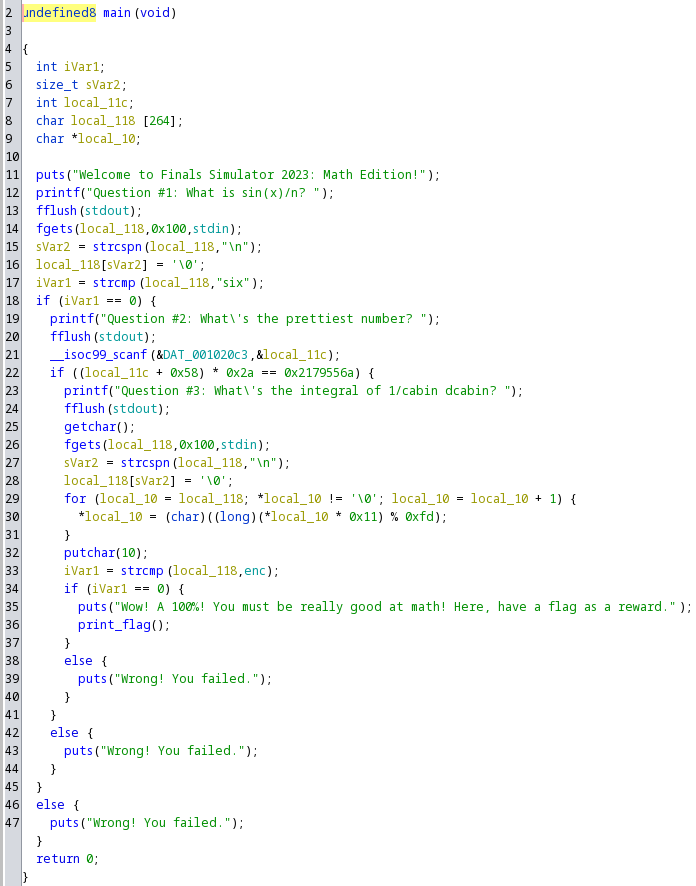 2 undefined8 main(void)
3
4 {
5 int iVar1;
6 size_t sVar2;
7 int local_11c;
8 char local_118 [264];
9 char *local_10;
10
11 puts("Welcome to Finals Simulator 2023: Math Edition!");
12 printf("Question #1: What is sin(x)/n? ");
13 fflush(stdout);
14 fgets(local_118,0x100,stdin);
15 sVar2 = strcspn(local_118,"\n");
16 local_118[sVar2] = '\0';
17 iVar1 = strcmp(local_118,"six");
18 if (iVar1 == 0) {
19 printf("Question #2: What\'s the prettiest number? ");
20 fflush(stdout);
21 __isoc99_scanf(&DAT_001020c3,&local_11c);
22 if ((local_11c + 0x58) * 0x2a == 0x2179556a) {
23 printf("Question #3: What\'s the integral of 1/cabin dcabin? ");
24 fflush(stdout);
25 getchar();
26 fgets(local_118,0x100,stdin);
27 sVar2 = strcspn(local_118,"\n");
28 local_118[sVar2] = '\0';
29 for (local_10 = local_118; *local_10 != '\0'; local_10 = local_10 + 1) {
30 *local_10 = (char)((long)(*local_10 * 0x11) % 0xfd);
31 }
32 putchar(10);
33 iVar1 = strcmp(local_118,enc);
34 if (iVar1 == 0) {
35 puts("Wow! A 100%! You must be really good at math! Here, have a flag as a reward.");
36 print_flag();
37 }
38 else {
39 puts("Wrong! You failed.");
40 }
41 }
42 else {
43 puts("Wrong! You failed.");
44 }
45 }
46 else {
47 puts("Wrong! You failed.");
}
return 0;
}